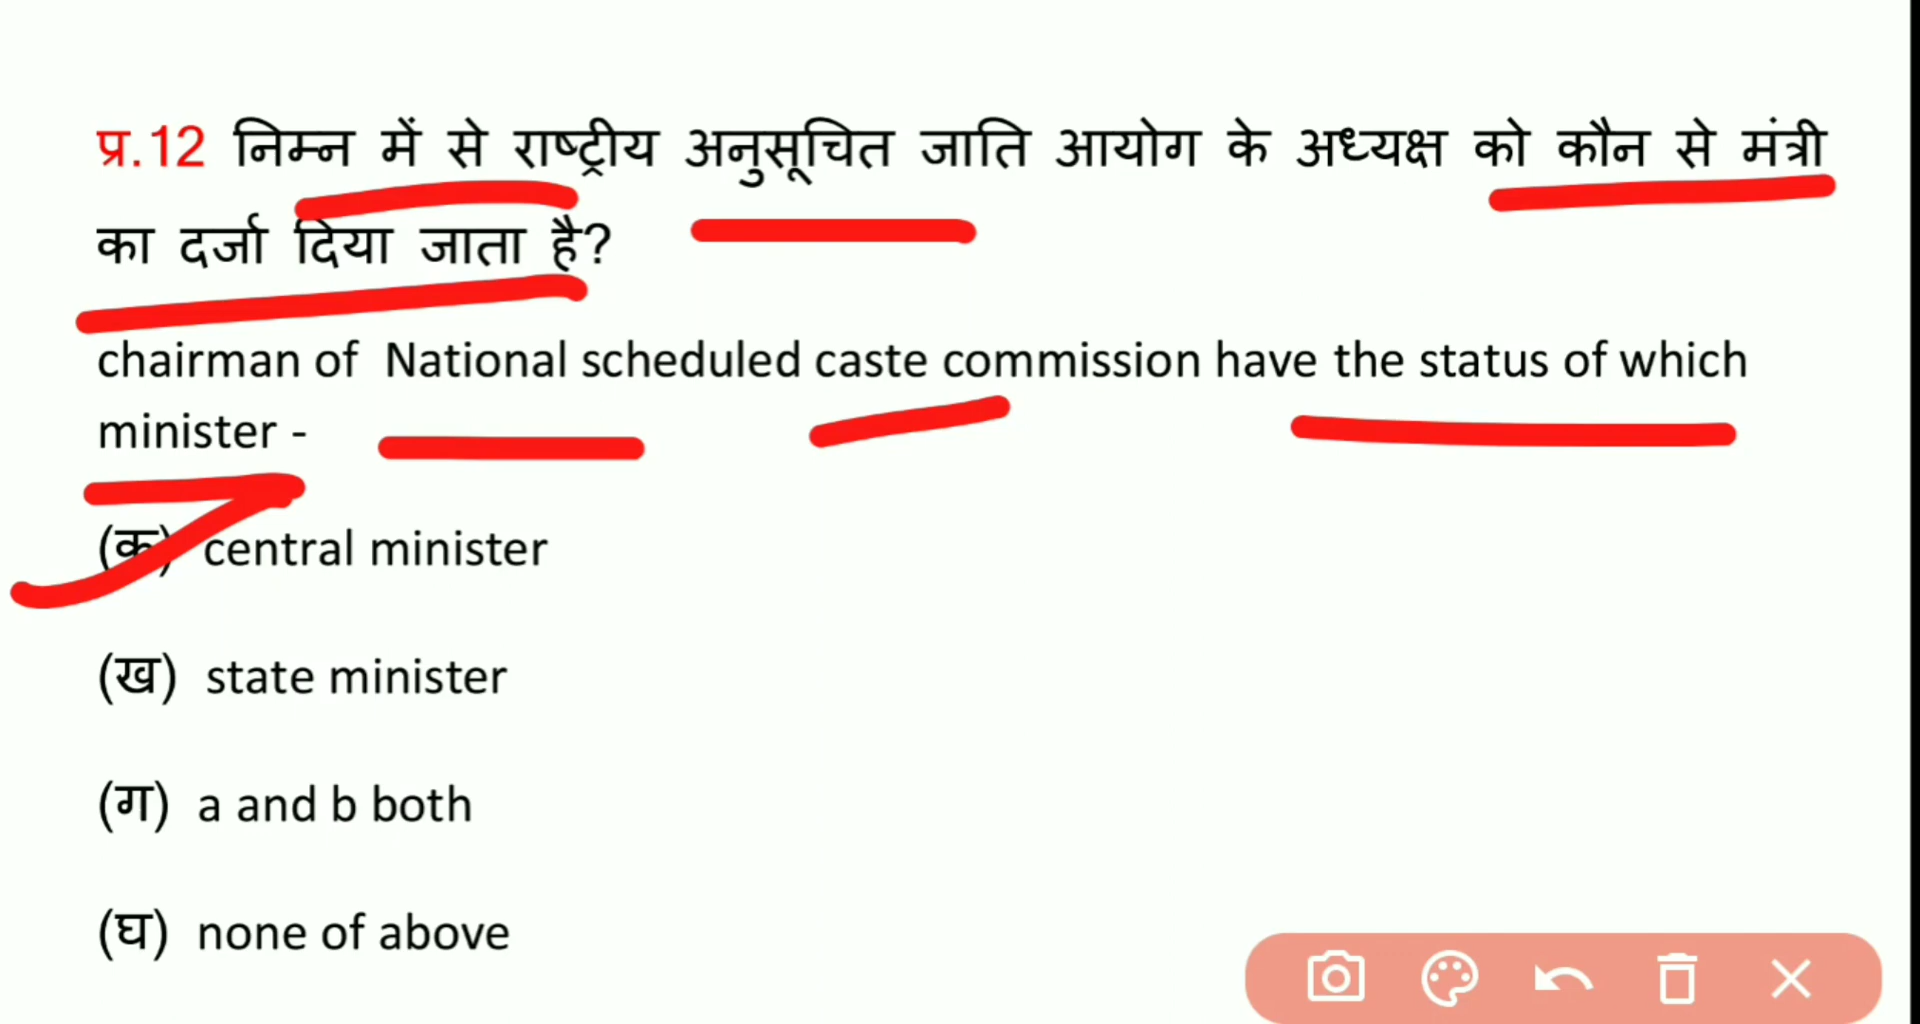 प्र.12 निम्न में से राष्ट्रीय अनुसूचित जाति आयोग के अध्यक्ष को कौन से मंत्री
का दर्जा दिया जाता है?
chairman of National scheduled caste commission have the status of which
minister -
(क) central minister
(ख) state minister
(ग) a and b both
(घ) none of above